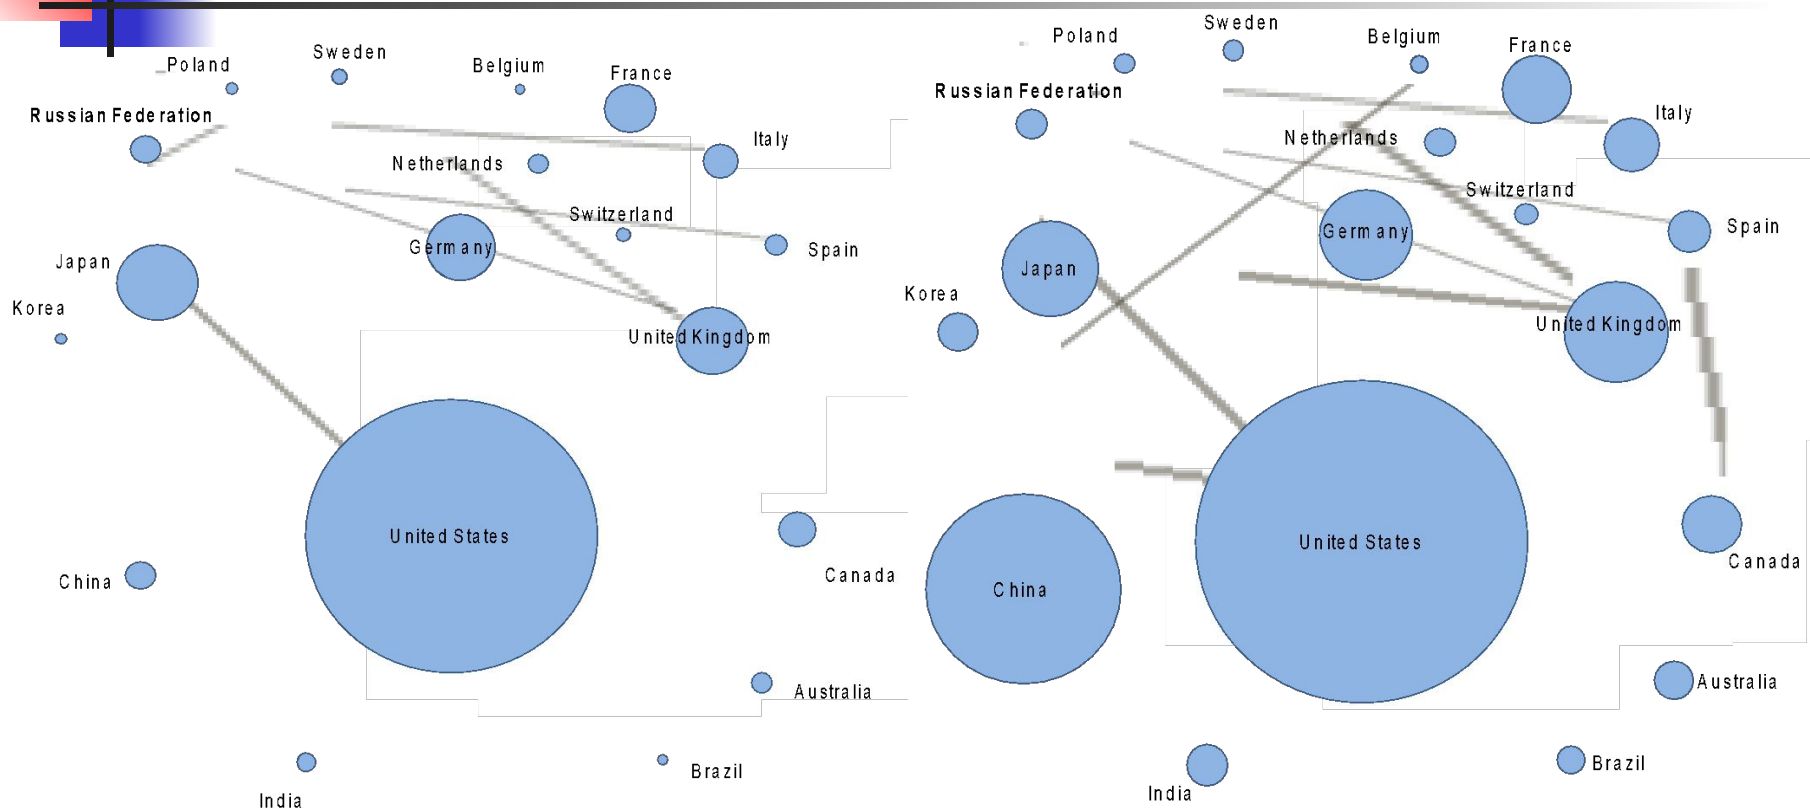 Poland
Sweden
Belgium
France
Russian Federation
Italy
Netherlands
Switzerland
Germany
Spain
Japan
Korea
United Kingdom
United States
China
Canada
Australia
India
Brazil
Poland
Sweden
Belgium
France
Russian Federation
Italy
Netherlands
Switzerland
Germany
Spain
Japan
Korea
United Kingdom
United States
China
Canada
Australia
India
Brazil